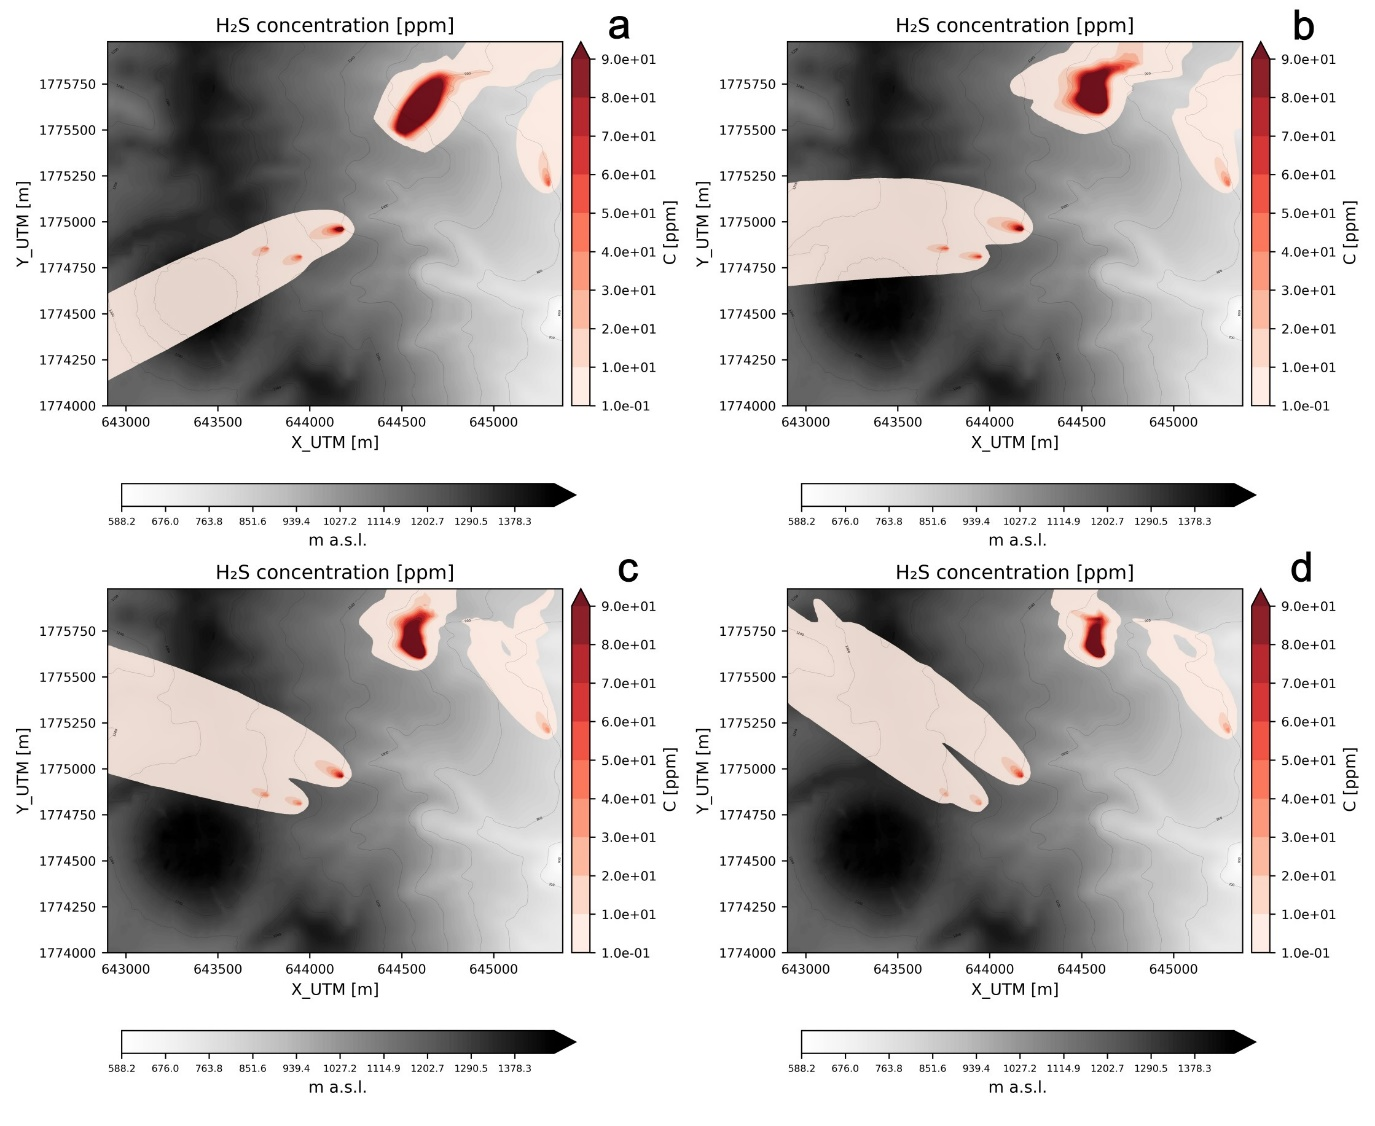 H₂S concentration [ppm]
a
Y_UTM [m]
1775750
1775500
1775250
1775000
1774750
1774500
1774250
1774000
643000 643500 644000 644500 645000
X_UTM [m]
9.0e+01
8.0e+01
7.0e+01
6.0e+01
5.0e+01
4.0e+01
3.0e+01
2.0e+01
1.0e+01
1.0e-01
C [ppm]
588.2 676.0 763.8 851.6 939.4 1027.2 1114.9 1202.7 1290.5 1378.3
m a.s.l.
H₂S concentration [ppm]
b
Y_UTM [m]
1775750
1775500
1775250
1775000
1774750
1774500
1774250
1774000
643000 643500 644000 644500 645000
X_UTM [m]
9.0e+01
8.0e+01
7.0e+01
6.0e+01
5.0e+01
4.0e+01
3.0e+01
2.0e+01
1.0e+01
1.0e-01
C [ppm]
588.2 676.0 763.8 851.6 939.4 1027.2 1114.9 1202.7 1290.5 1378.3
m a.s.l.
H₂S concentration [ppm]
c
Y_UTM [m]
1775750
1775500
1775250
1775000
1774750
1774500
1774250
1774000
643000 643500 644000 644500 645000
X_UTM [m]
9.0e+01
8.0e+01
7.0e+01
6.0e+01
5.0e+01
4.0e+01
3.0e+01
2.0e+01
1.0e+01
1.0e-01
C [ppm]
588.2 676.0 763.8 851.6 939.4 1027.2 1114.9 1202.7 1290.5 1378.3
m a.s.l.
H₂S concentration [ppm]
d
Y_UTM [m]
1775750
1775500
1775250
1775000
1774750
1774500
1774250
1774000
643000 643500 644000 644500 645000
X_UTM [m]
9.0e+01
8.0e+01
7.0e+01
6.0e+01
5.0e+01
4.0e+01
3.0e+01
2.0e+01
1.0e+01
1.0e-01
C [ppm]
588.2 676.0 763.8 851.6 939.4 1027.2 1114.9 1202.7 1290.5 1378.3
m a.s.l.